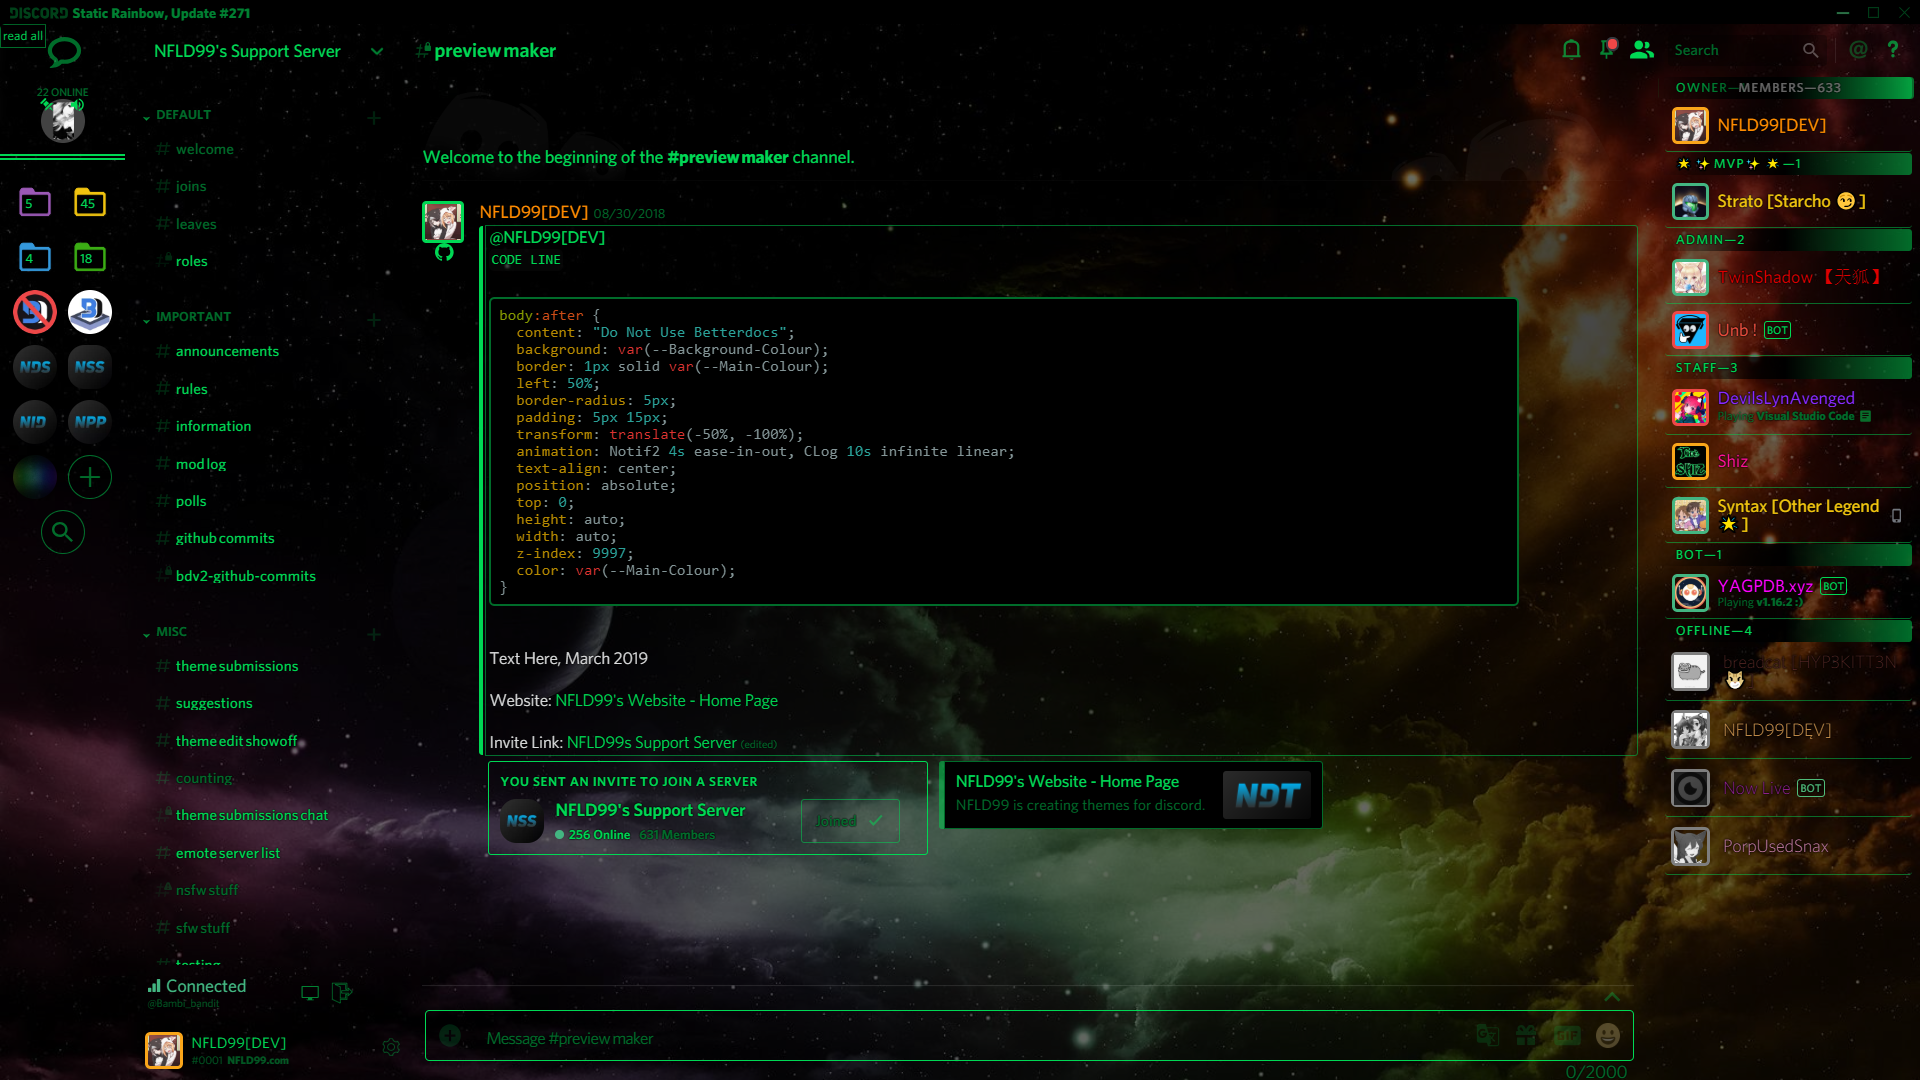 DISCORD Static Rainbow, Update #271
read all
22 ONLINE
5
45
4
18
NDS
NSS
NID
NPP
NFLD99's Support Server
DEFAULT
welcome
joins
leaves
roles
IMPORTANT
announcements
rules
information
mod log
polls
github commits
bdv2-github-commits
MISC
theme submissions
suggestions
theme edit showoff
counting
theme submissions chat
emote server list
nsfw stuff
sfw stuff
testing
Connected
@Bambi_bandit
NFLD99[DEV]
#0001 NFLD99.com
preview maker
Search
Welcome to the beginning of the #preview maker channel.
NFLD99[DEV] 08/30/2018
@NFLD99[DEV]
CODE LINE
body:after {
content: "Do Not Use Betterdocs";
background: var(--Background-Colour);
border: 1px solid var(--Main-Colour);
left: 50%;
border-radius: 5px;
padding: 5px 15px;
transform: translate(-50%, -100%);
animation: Notif2 4s ease-in-out, CLog 10s infinite linear;
text-align: center;
position: absolute;
top: 0;
height: auto;
width: auto;
z-index: 9997;
color: var(--Main-Colour);
}
Text Here, March 2019
Website: NFLD99's Website - Home Page
Invite Link: NFLD99s Support Server (edited)
YOU SENT AN INVITE TO JOIN A SERVER
NSS
NFLD99's Support Server
256 Online 631 Members
Joined
NFLD99's Website - Home Page
NFLD99 is creating themes for discord.
NDT
Message #preview maker
GIF
0/2000
OWNER—MEMBERS—633
NFLD99[DEV]
⭐ ✨ MVP ✨ ⭐ —1
Strato [Starcho 😏 ]
ADMIN—2
TwinShadow【天狐】
Unb ! BOT
STAFF—3
DevilsLynAvenged
Playing Visual Studio Code
The SHIZ
Shiz
Syntax [Other Legend
🌟 ]
BOT—1
YAGPDB.xyz BOT
Playing v1.16.2 :)
OFFLINE—4
NFLD99[DEV]
Now Live BOT
PorpUsedSnax